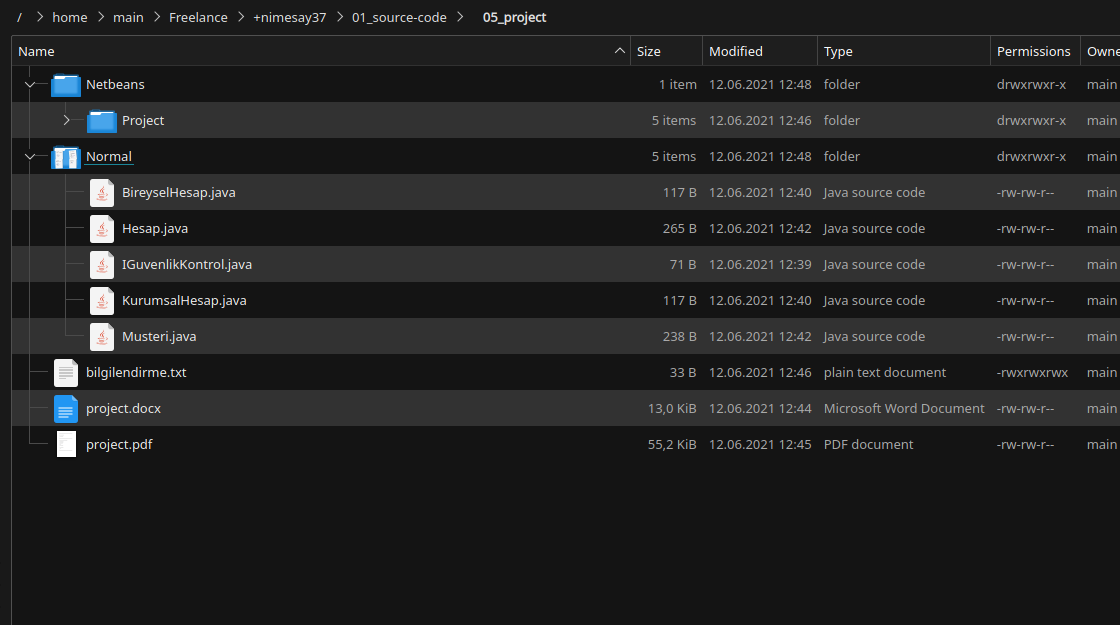 / > home > main > Freelance > +nimesay37 > 01_source-code > 05_project
Name Size Modified Type Permissions Owne
Netbeans 1 item 12.06.2021 12:48 folder drwxrwxr-x main
Project 5 items 12.06.2021 12:46 folder drwxrwxr-x main
Normal 5 items 12.06.2021 12:48 folder drwxrwxr-x main
BireyselHesap.java 117 B 12.06.2021 12:40 Java source code -rw-rw-r-- main
Hesap.java 265 B 12.06.2021 12:42 Java source code -rw-rw-r-- main
IGuvenlikKontrol.java 71 B 12.06.2021 12:39 Java source code -rw-rw-r-- main
KurumsalHesap.java 117 B 12.06.2021 12:40 Java source code -rw-rw-r-- main
Musteri.java 238 B 12.06.2021 12:42 Java source code -rw-rw-r-- main
bilgilendirme.txt 33 B 12.06.2021 12:46 plain text document -rwxrwxrwx main
project.docx 13,0 KiB 12.06.2021 12:44 Microsoft Word Document -rw-rw-r-- main
project.pdf 55,2 KiB 12.06.2021 12:45 PDF document -rw-rw-r-- main